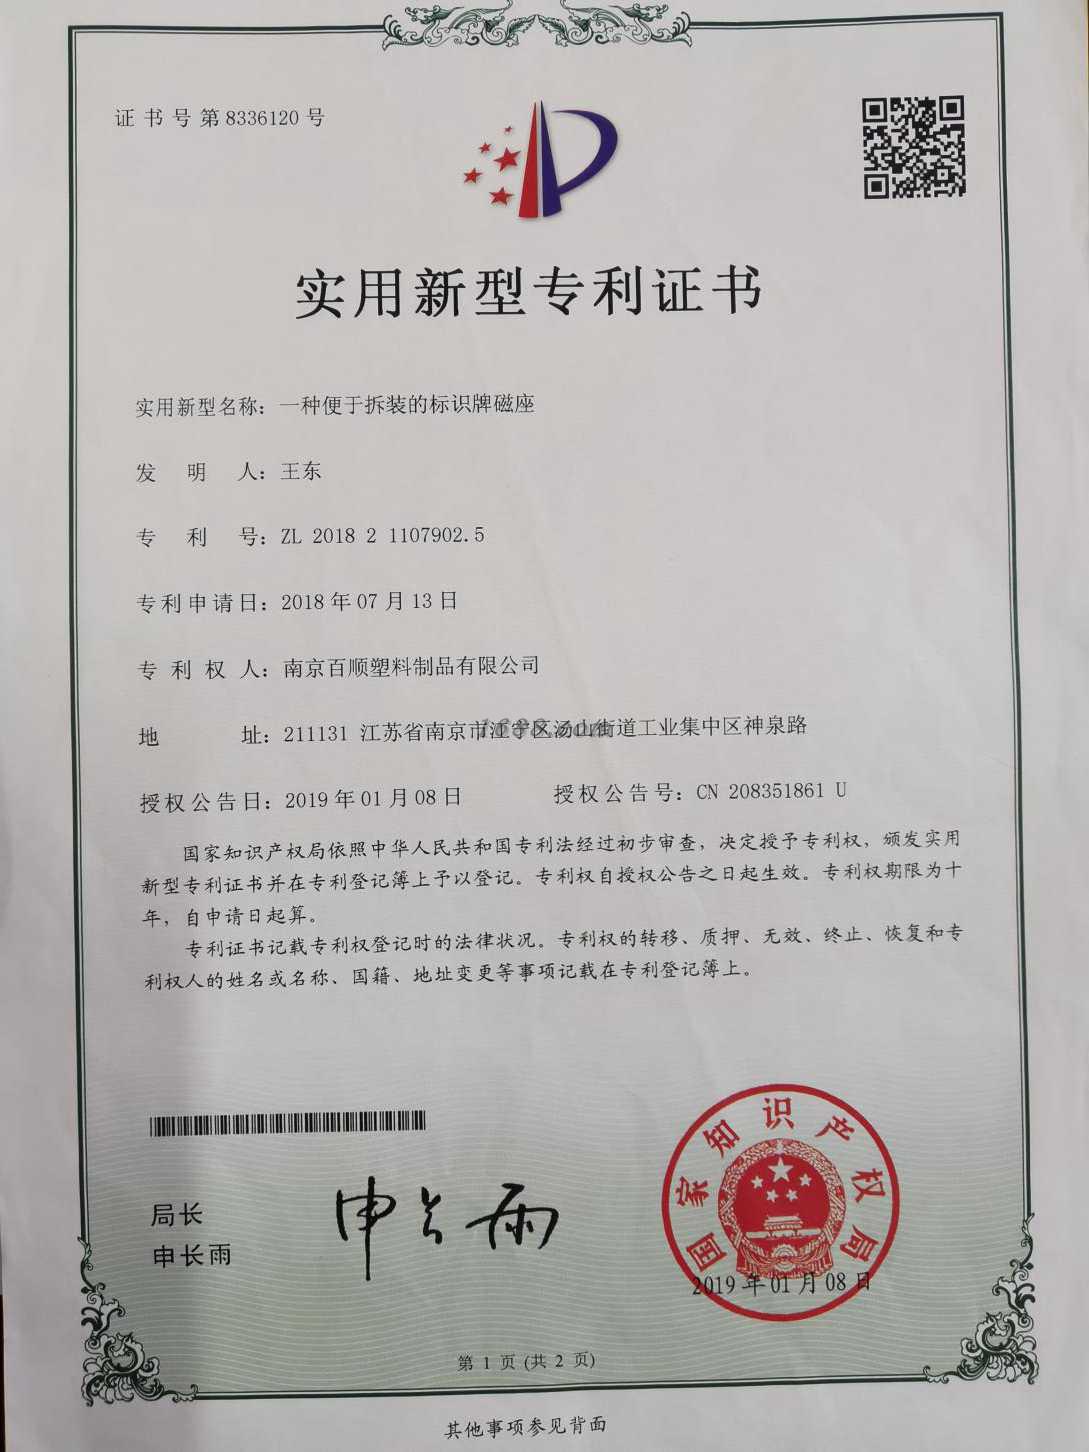 证书号第8336120号
实用新型专利证书
实用新型名称：一种便于拆装的标识牌磁座
发明人：王东
专利号：ZL 2018 2 1107902.5
专利申请日：2018年07月13日
专利权人：南京百顺塑料制品有限公司
地址：211131 江苏省南京市江宁区汤山街道工业集中区神泉路
1688.com
授权公告日：2019年01月08日 授权公告号：CN 208351861 U
国家知识产权局依照中华人民共和国专利法经过初步审查，决定授予专利权，颁发实用
新型专利证书并在专利登记簿上予以登记。专利权自授权公告之日起生效。专利权期限为十
年，自申请日起算。
专利证书记载专利权登记时的法律状况。专利权的转移、质押、无效、终止、恢复和专
利权人的姓名或名称、国籍、地址变更等事项记载在专利登记簿上。
局长
申长雨
申长雨
国家知识产权局
2019年01月08日
第 1 页 (共 2 页)
其他事项参见背面